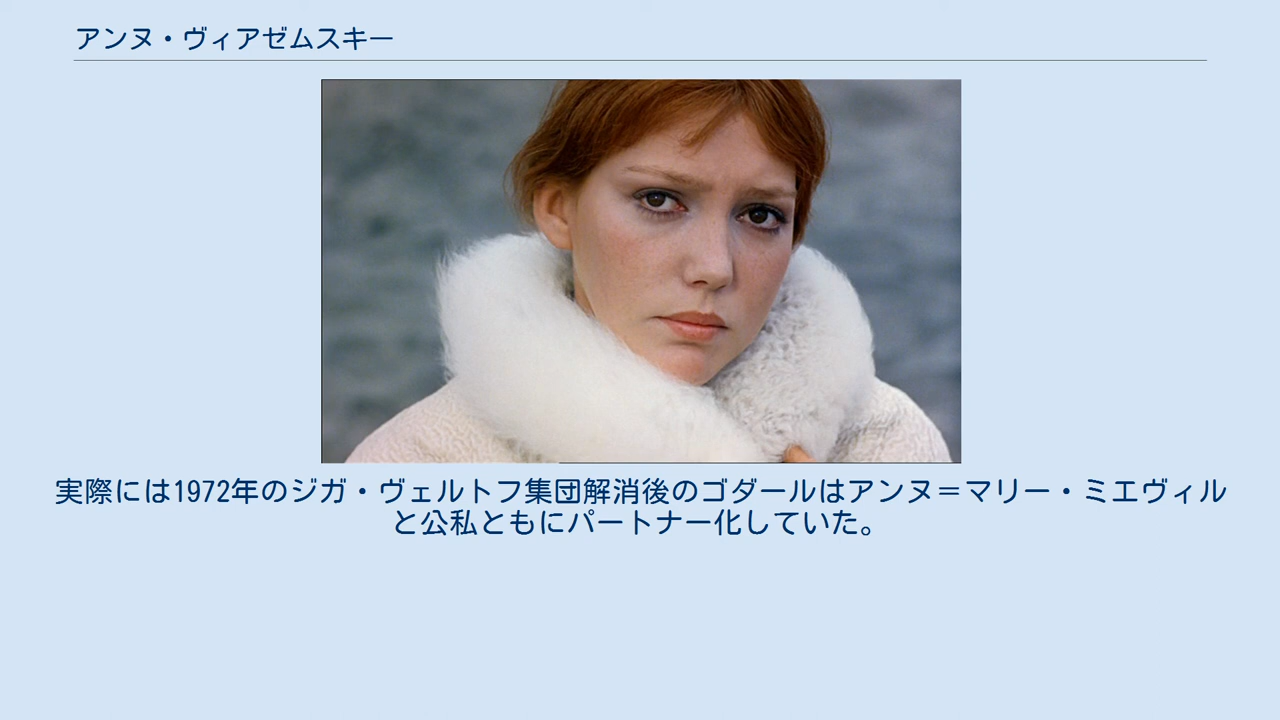 アンヌ・ヴィアゼムスキー
実際には1972年のジガ・ヴェルトフ集団解消後のゴダールはアンヌ＝マリー・ミエヴィル
と公私ともにパートナー化していた。